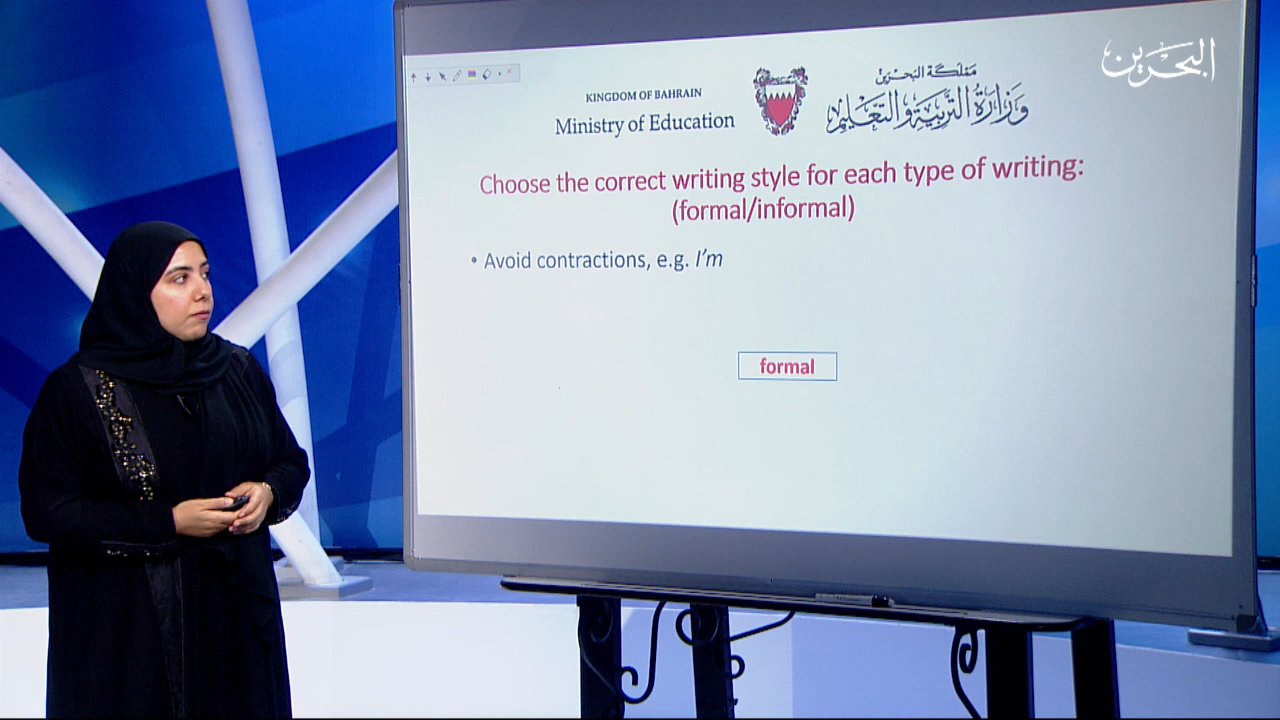 البحرين
KINGDOM OF BAHRAIN
Ministry of Education
مملكة البحرين
وزارة التربية والتعليم
Choose the correct writing style for each type of writing:
(formal/informal)
• Avoid contractions, e.g. I'm
formal